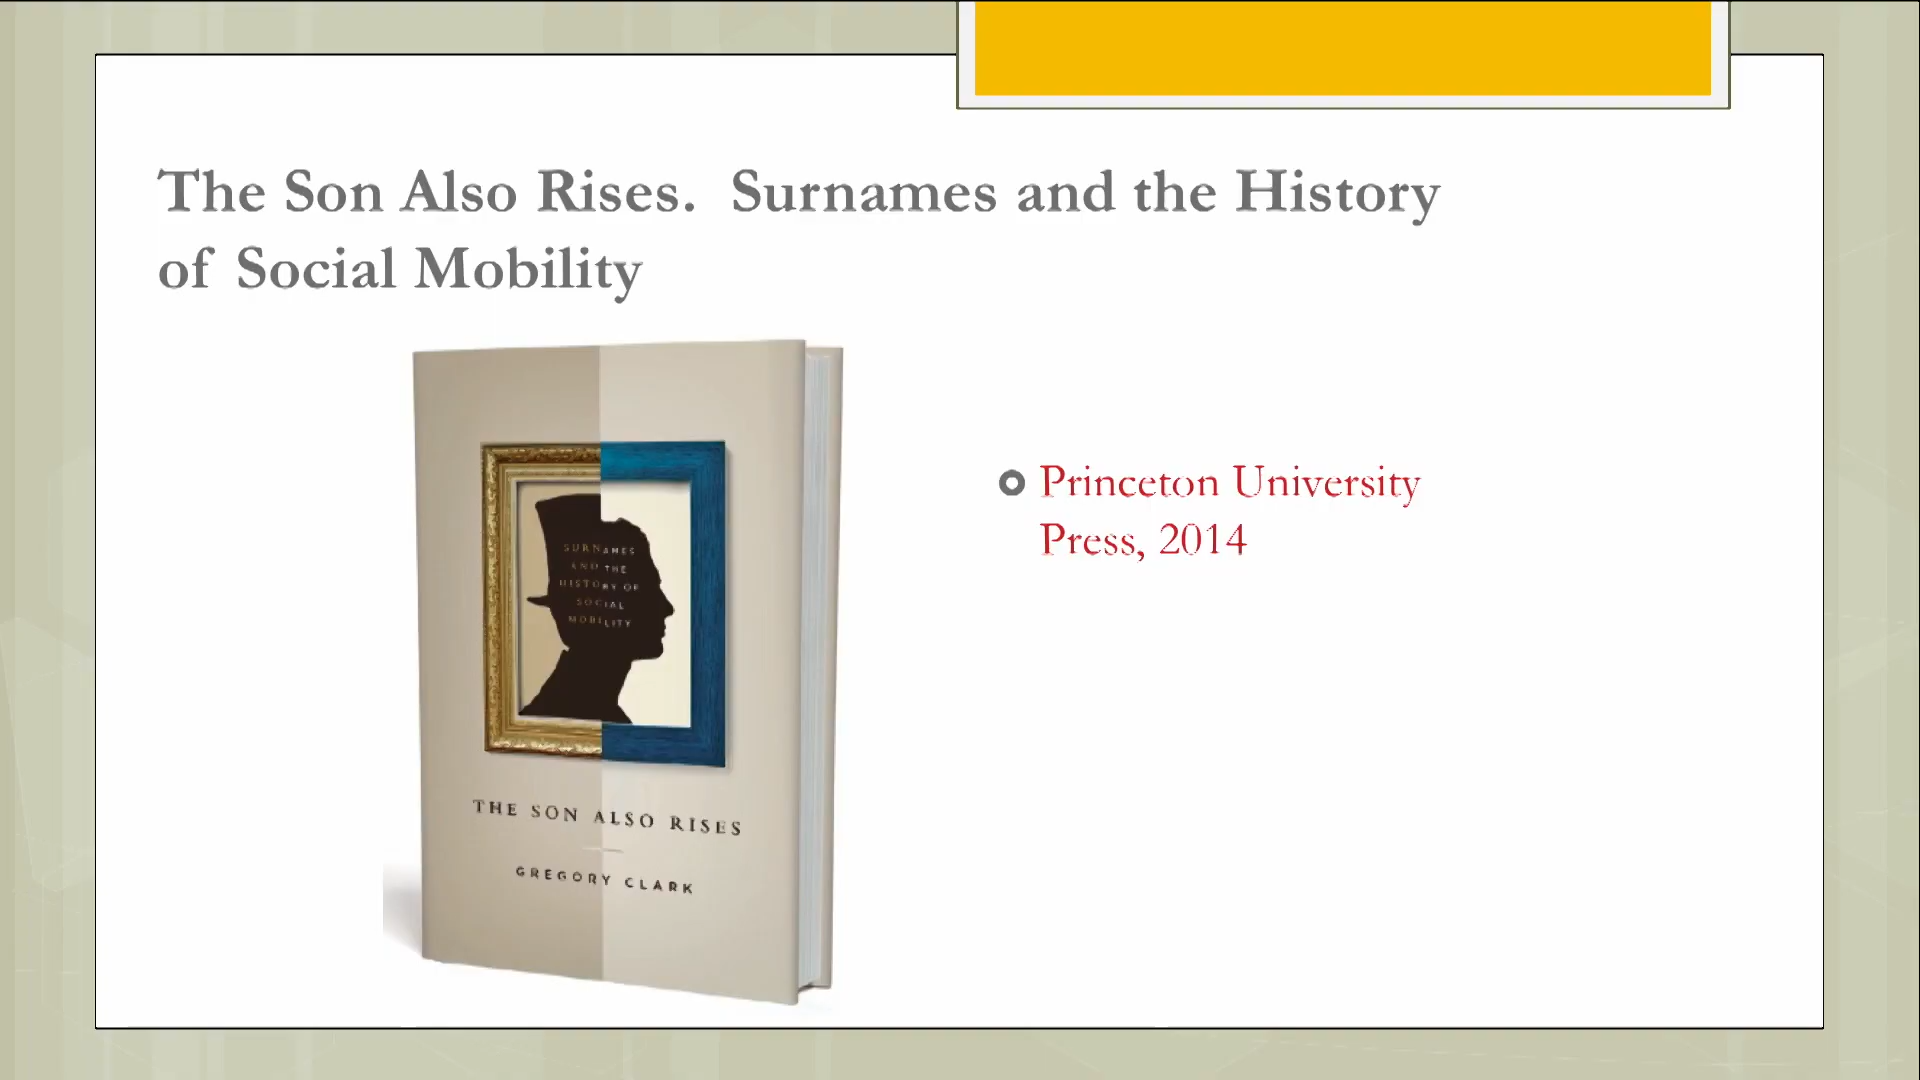 The Son Also Rises. Surnames and the History
of Social Mobility
SURNAMES
AND THE
HISTORY OF
SOCIAL
MOBILITY
THE SON ALSO RISES
GREGORY CLARK
Princeton University
Press, 2014